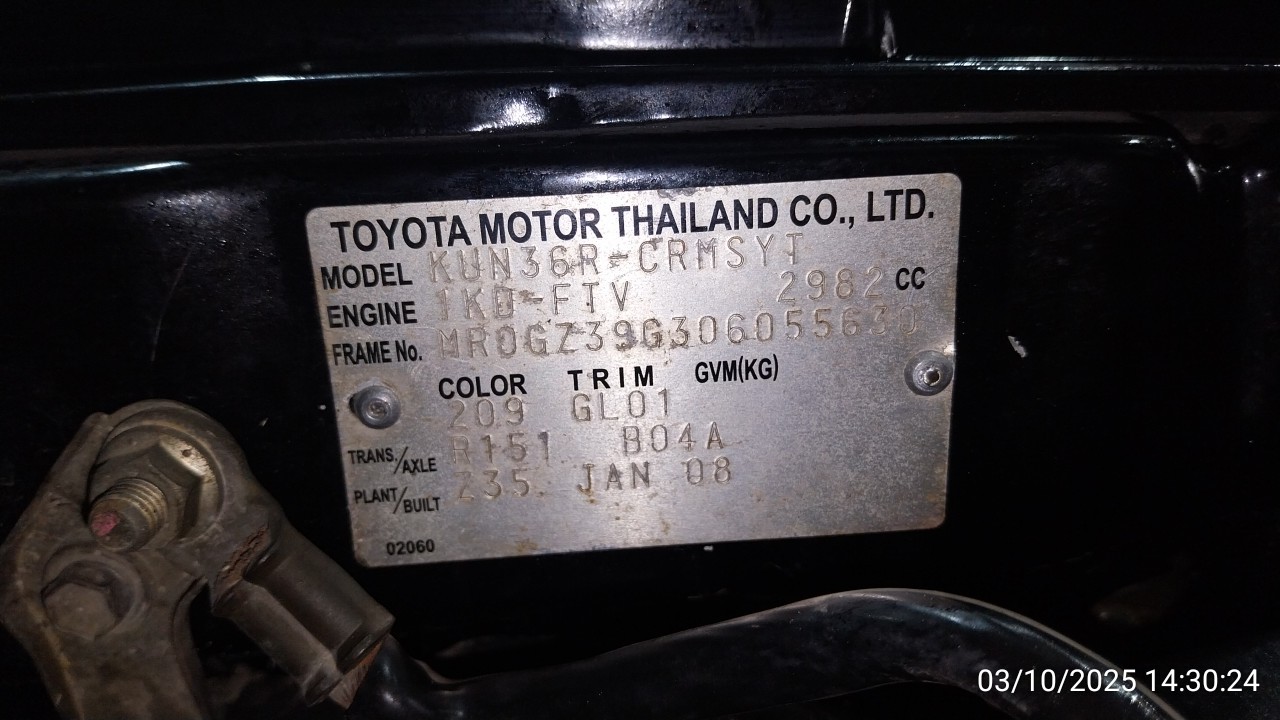 TOYOTA MOTOR THAILAND CO., LTD.
MODEL KUN36R-CRMSYT
ENGINE 1KD-FTV 2982 CC
FRAME No. MR0GZ39G306055630
COLOR TRIM GVM(KG)
209 GL01
TRANS./AXLE R151 B04A
PLANT/BUILT Z35. JAN 08
02060
03/10/2025 14:30:24